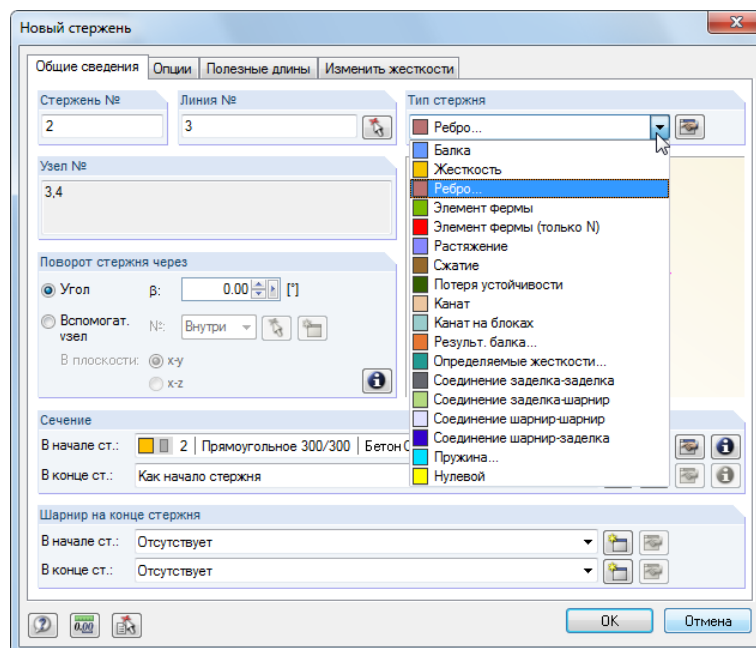 Новый стержень
Общие сведения Опции Полезные длины Изменить жесткости
Стержень № Линия № Тип стержня
2 3 Ребро...
Балка
Узел № Жесткость
3,4 Ребро...
Элемент фермы
Элемент фермы (только N)
Растяжение
Поворот стержня через Сжатие
Угол β: 0.00 [°] Потеря устойчивости
Канат
Вспомогат. узел №: Внутри Канат на блоках
Результ. балка...
В плоскости: x-y Определяемые жесткости...
x-z Соединение заделка-заделка
Соединение заделка-шарнир
Сечение Соединение шарнир-шарнир
В начале ст.: 2 Прямоугольное 300/300 Бетон Соединение шарнир-заделка
Пружина...
В конце ст.: Как начало стержня Нулевой
Шарнир на конце стержня
В начале ст.: Отсутствует
В конце ст.: Отсутствует
0.00 OK Отмена